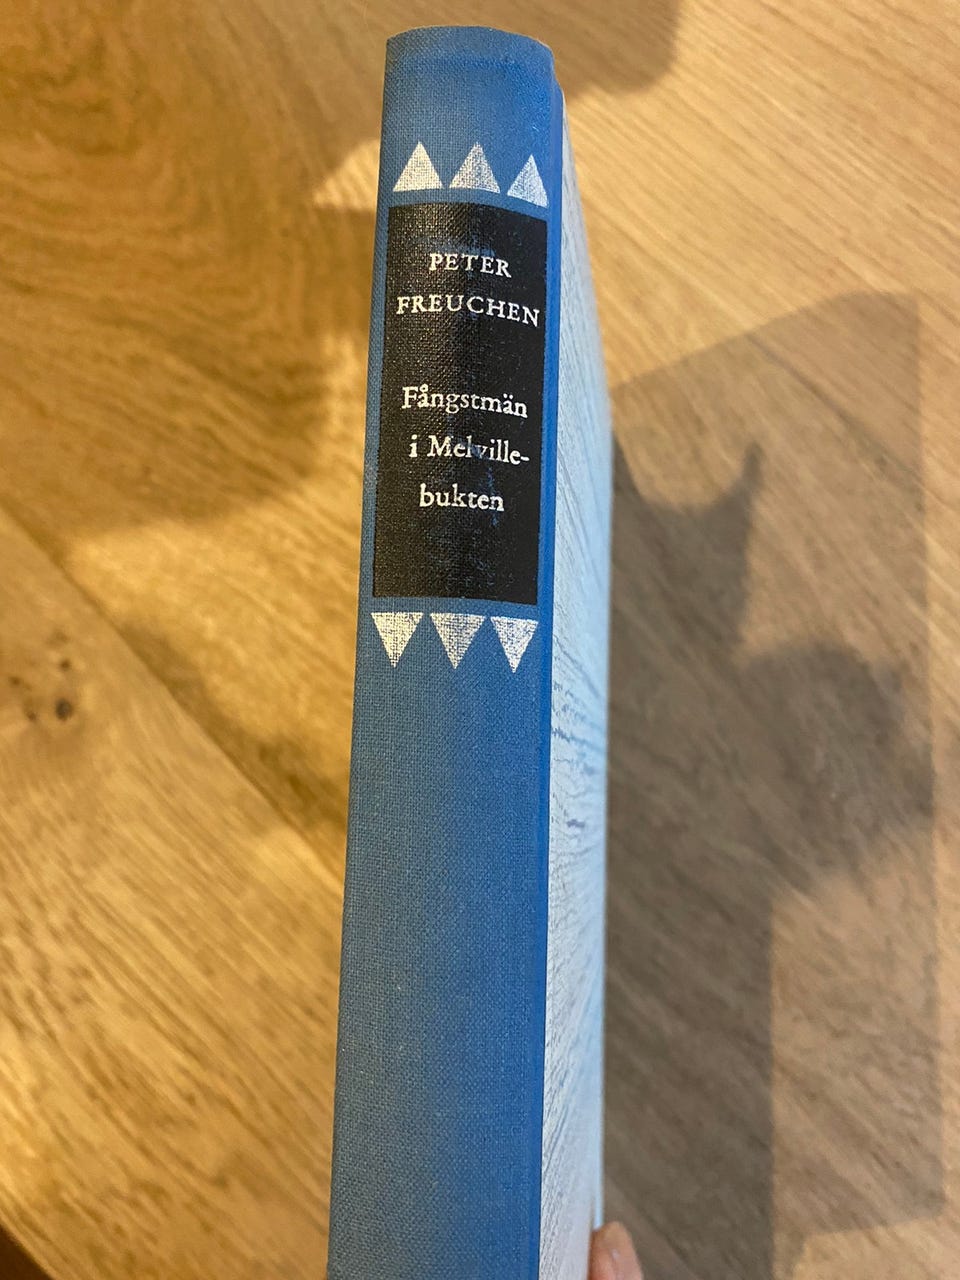 PETER
FREUCHEN
Fångstmän
i Melville-
bukten